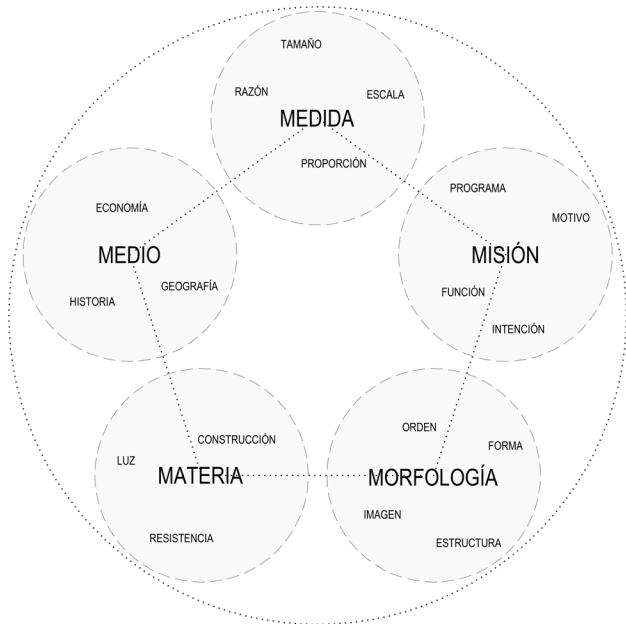 TAMAÑO
RAZÓN
ESCALA
MEDIDA
PROPORCIÓN
PROGRAMA
MOTIVO
MISIÓN
FUNCIÓN
INTENCIÓN
ECONOMÍA
MEDIO
GEOGRAFÍA
HISTORIA
CONSTRUCCIÓN
LUZ
MATERIA
RESISTENCIA
ORDEN
FORMA
MORFOLOGÍA
IMAGEN
ESTRUCTURA